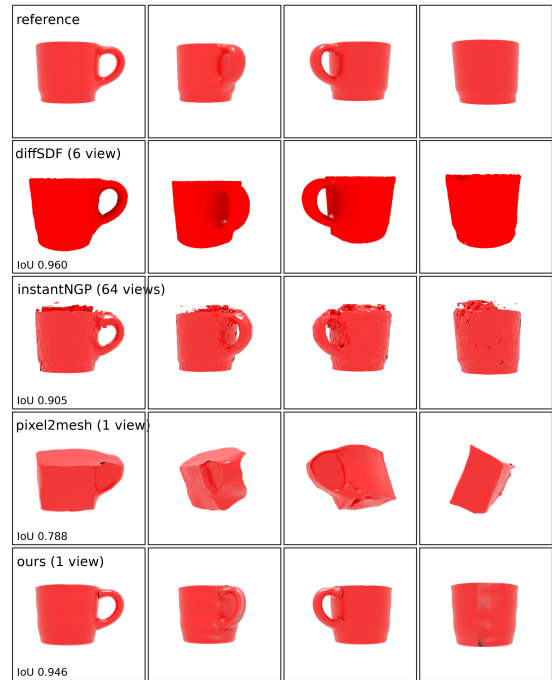 reference
diffSDF (6 view)
IoU 0.960
instantNGP (64 views)
IoU 0.905
pixel2mesh (1 view)
IoU 0.788
ours (1 view)
IoU 0.946